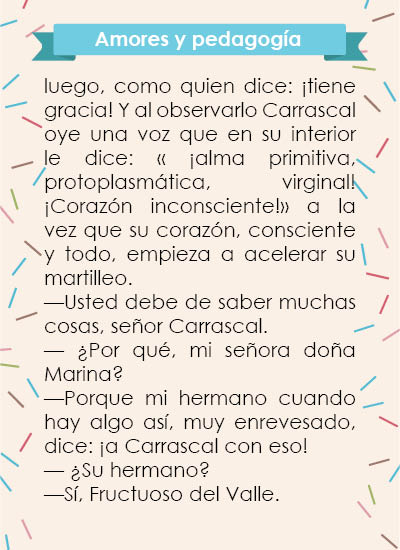 Amores y pedagogía
luego, como quien dice: ¡tiene
gracia! Y al observarlo Carrascal
oye una voz que en su interior
le dice: « ¡alma primitiva,
protoplasmática, virginal!
¡Corazón inconsciente!» a la
vez que su corazón, consciente
y todo, empieza a acelerar su
martilleo.
—Usted debe de saber muchas
cosas, señor Carrascal.
— ¿Por qué, mi señora doña
Marina?
—Porque mi hermano cuando
hay algo así, muy enrevesado,
dice: ¡a Carrascal con eso!
— ¿Su hermano?
—Sí, Fructuoso del Valle.